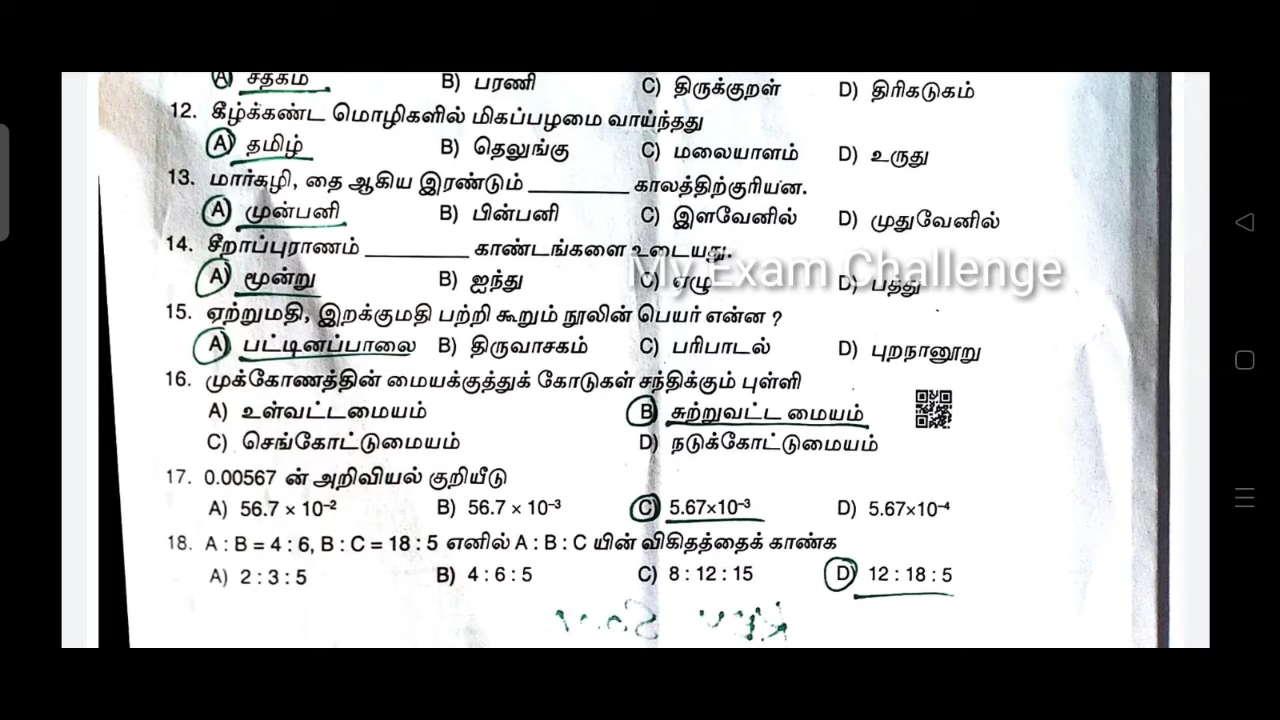 A) சதகம் B) பரணி C) திருக்குறள் D) திரிகடுகம்
12. கீழ்க்கண்ட மொழிகளில் மிகப்பழமை வாய்ந்தது
A) தமிழ் B) தெலுங்கு C) மலையாளம் D) உருது
13. மார்கழி, தை ஆகிய இரண்டும் ________ காலத்திற்குரியன.
A) முன்பனி B) பின்பனி C) இளவேனில் D) முதுவேனில்
14. சீறாப்புராணம் ________ காண்டங்களை உடையது.
My Exam Challenge
A) மூன்று B) ஐந்து C) ஏழு D) பத்து
15. ஏற்றுமதி, இறக்குமதி பற்றி கூறும் நூலின் பெயர் என்ன ?
A) பட்டினப்பாலை B) திருவாசகம் C) பரிபாடல் D) புறநானூறு
16. முக்கோணத்தின் மையக்குத்துக் கோடுகள் சந்திக்கும் புள்ளி
A) உள்வட்டமையம் B) சுற்றுவட்ட மையம்
C) செங்கோட்டுமையம் D) நடுக்கோட்டுமையம்
17. 0.00567 ன் அறிவியல் குறியீடு
A) 56.7 × 10⁻² B) 56.7 × 10⁻³ C) 5.67×10⁻³ D) 5.67×10⁻⁴
18. A : B = 4 : 6, B : C = 18 : 5 எனில் A : B : C யின் விகிதத்தைக் காண்க
A) 2 : 3 : 5 B) 4 : 6 : 5 C) 8 : 12 : 15 D) 12 : 18 : 5